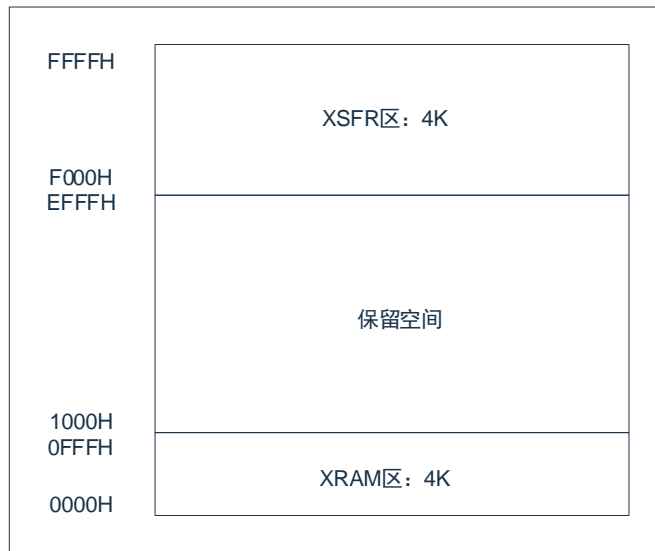 FFFFH
XSFR区：4K
F000H
EFFFH
保留空间
1000H
0FFFH
XRAM区：4K
0000H